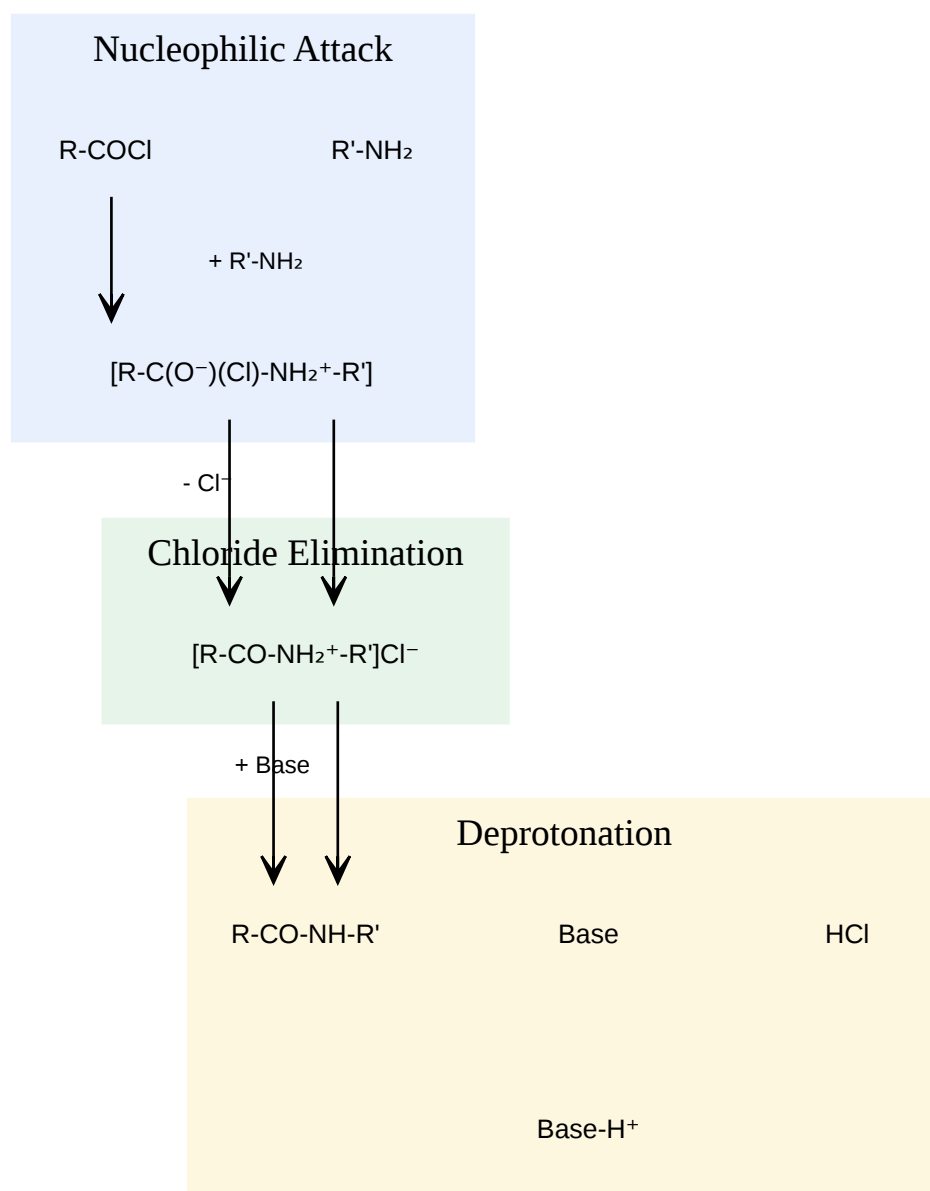 Nucleophilic Attack
R-COCl
R'-NH₂
+ R'-NH₂
[R-C(O⁻)(Cl)-NH₂⁺-R']
- Cl⁻
Chloride Elimination
[R-CO-NH₂⁺-R']Cl⁻
+ Base
Deprotonation
R-CO-NH-R'
Base
HCl
Base-H⁺